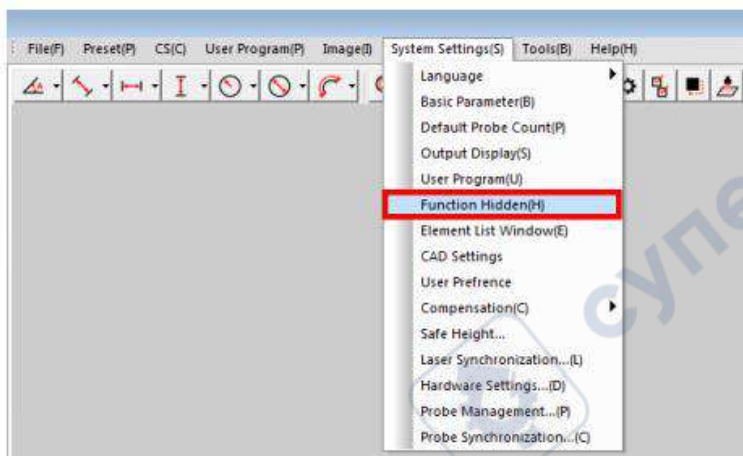 File(F) Preset(P) CS(C) User Program(P) Image(I) System Settings(S) Tools(B) Help(H)
Language
Basic Parameter(B)
Default Probe Count(P)
Output Display(S)
User Program(U)
Function Hidden(H)
Element List Window(E)
CAD Settings
User Prefrence
Compensation(C)
Safe Height...
Laser Synchronization...(L)
Hardware Settings...(D)
Probe Management...(P)
Probe Synchronization...(C)
супе